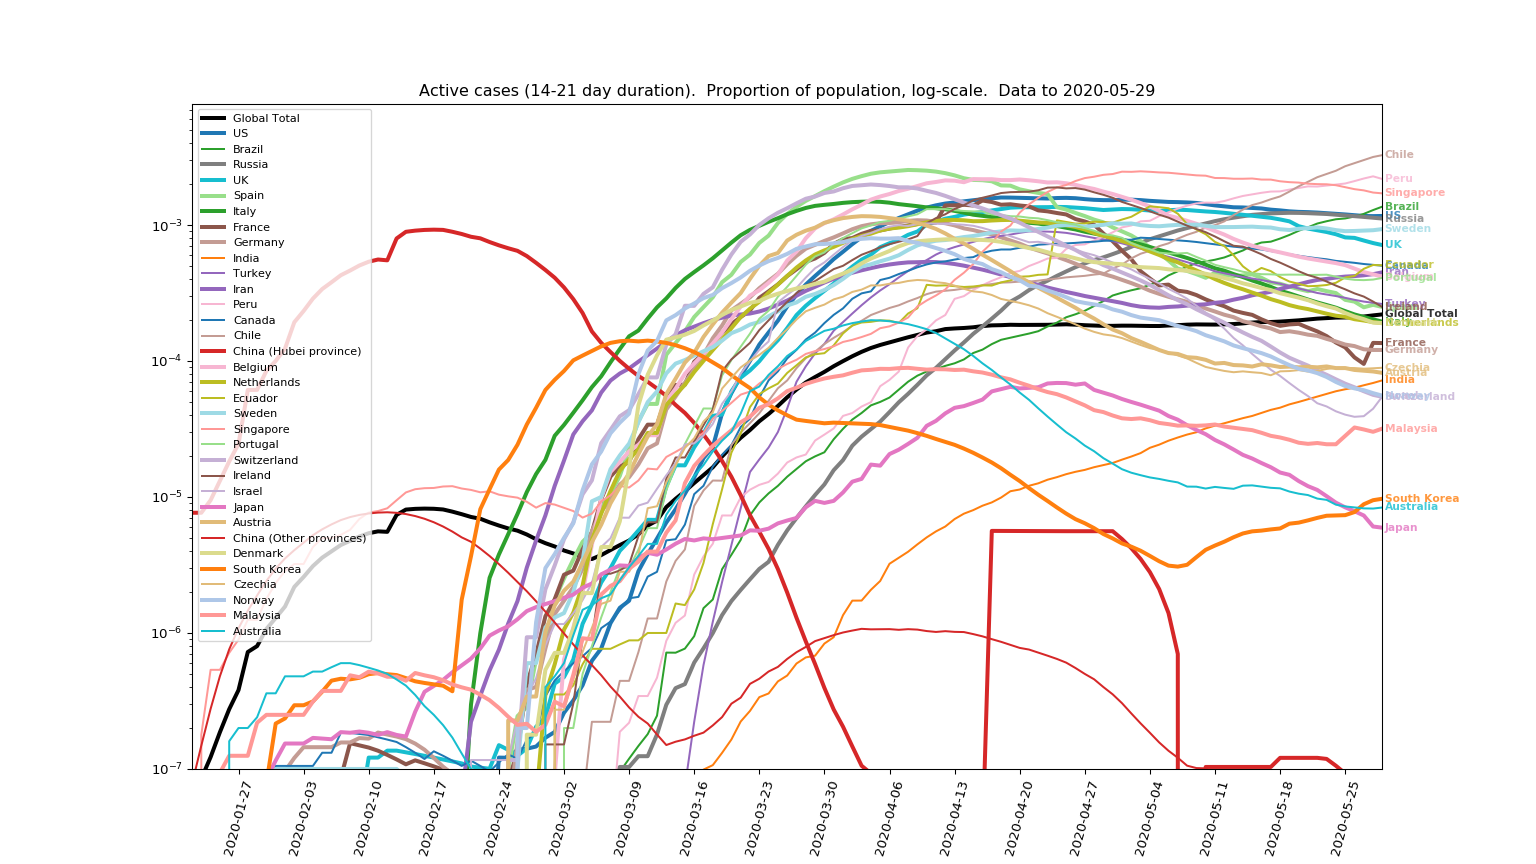 Active cases (14-21 day duration).  Proportion of population, log-scale.  Data to 2020-05-29
Global Total
US
Brazil
Russia
UK
Spain
Italy
France
Germany
India
Turkey
Iran
Peru
Canada
Chile
China (Hubei province)
Belgium
Netherlands
Ecuador
Sweden
Singapore
Portugal
Switzerland
Ireland
Israel
Japan
Austria
China (Other provinces)
Denmark
South Korea
Czechia
Norway
Malaysia
Australia
10⁻³
10⁻⁴
10⁻⁵
10⁻⁶
10⁻⁷
Chile
Peru
Singapore
Brazil
US
Russia
Sweden
UK
Ecuador
Canada
Iran
Portugal
Turkey
Ireland
Global Total
Italy
Netherlands
France
Germany
Czechia
Austria
India
Norway
Switzerland
Malaysia
South Korea
Australia
Japan
2020-01-27
2020-02-03
2020-02-10
2020-02-17
2020-02-24
2020-03-02
2020-03-09
2020-03-16
2020-03-23
2020-03-30
2020-04-06
2020-04-13
2020-04-20
2020-04-27
2020-05-04
2020-05-11
2020-05-18
2020-05-25